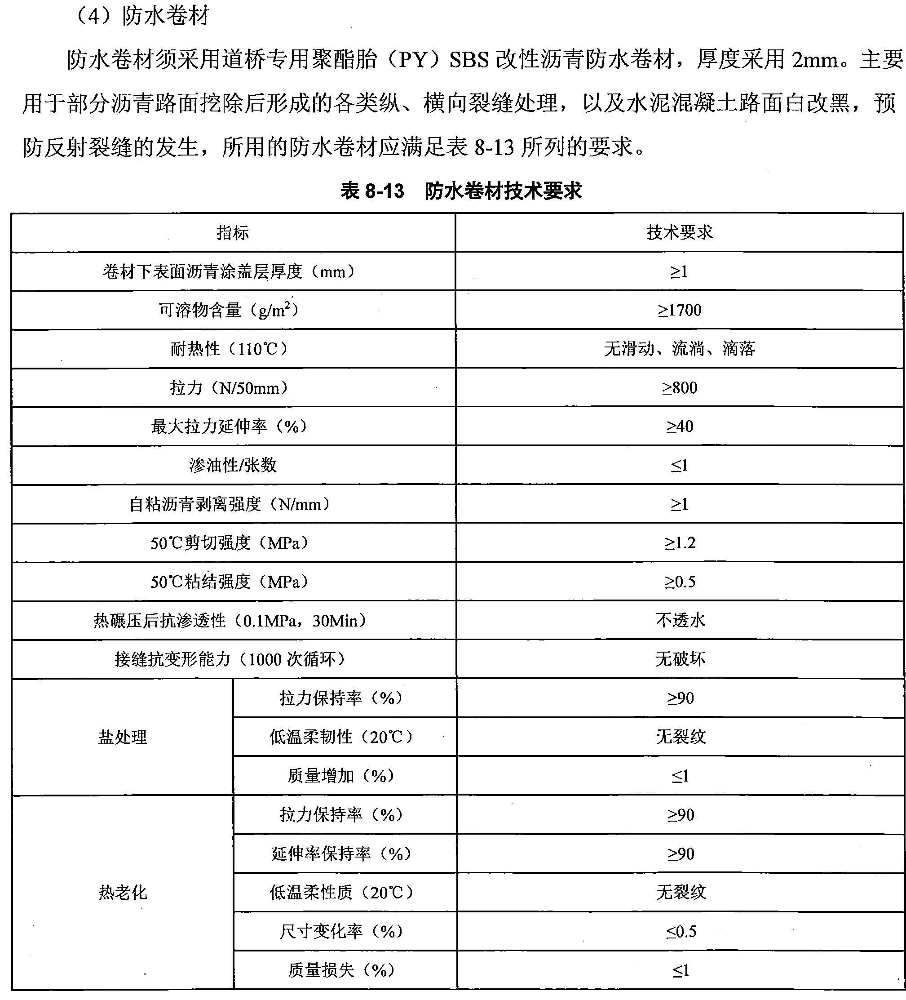 （4）防水卷材
防水卷材须采用道桥专用聚酯胎（PY）SBS 改性沥青防水卷材，厚度采用 2mm。主要
用于部分沥青路面挖除后形成的各类纵、横向裂缝处理，以及水泥混凝土路面白改黑，预
防反射裂缝的发生，所用的防水卷材应满足表 8-13 所列的要求。
表 8-13 防水卷材技术要求
指标 技术要求
卷材下表面沥青涂盖层厚度（mm） ≥1
可溶物含量（g/m²） ≥1700
耐热性（110℃） 无滑动、流淌、滴落
拉力（N/50mm） ≥800
最大拉力延伸率（%） ≥40
渗油性/张数 ≤1
自粘沥青剥离强度（N/mm） ≥1
50℃剪切强度（MPa） ≥1.2
50℃粘结强度（MPa） ≥0.5
热碾压后抗渗透性（0.1MPa，30Min） 不透水
接缝抗变形能力（1000 次循环） 无破坏
盐处理
拉力保持率（%） ≥90
低温柔韧性（20℃） 无裂纹
质量增加（%） ≤1
热老化
拉力保持率（%） ≥90
延伸率保持率（%） ≥90
低温柔性质（20℃） 无裂纹
尺寸变化率（%） ≤0.5
质量损失（%） ≤1